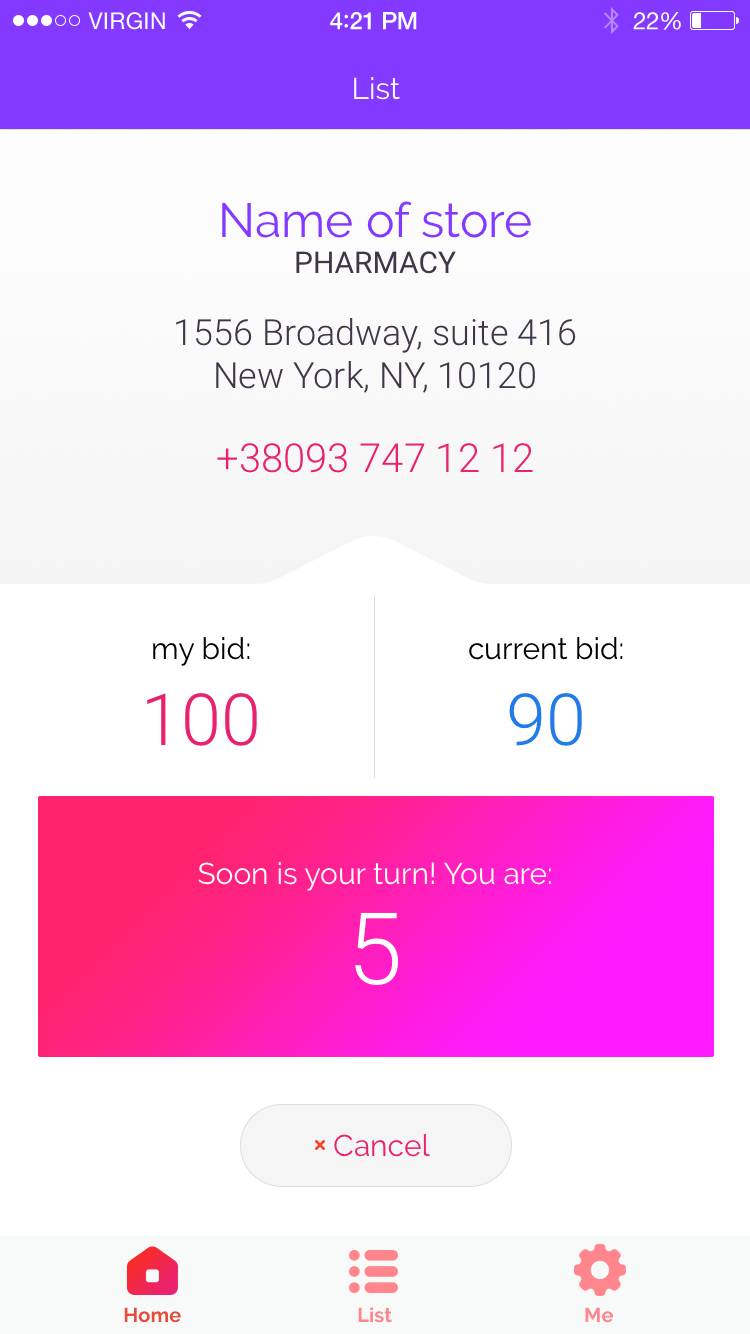 VIRGIN 4:21 PM 22%
List
Name of store
PHARMACY
1556 Broadway, suite 416
New York, NY, 10120
+38093 747 12 12
my bid: current bid:
100 90
Soon is your turn! You are:
5
× Cancel
Home List Me